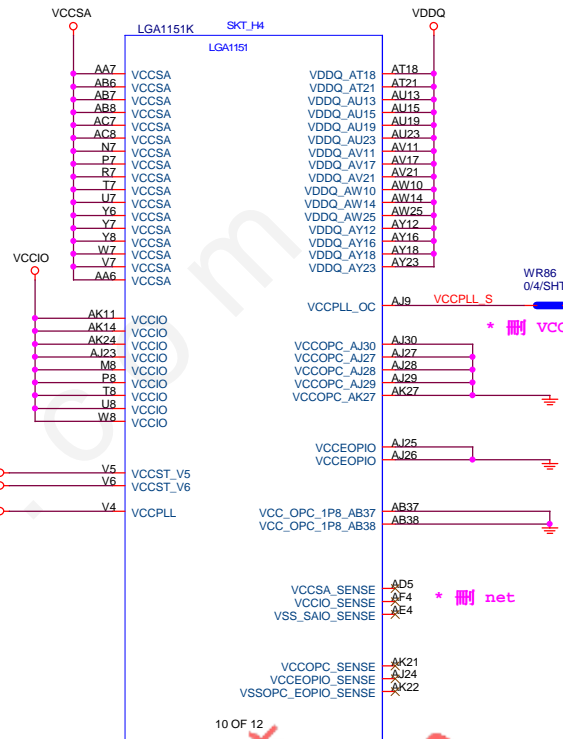 VCCSA
VDDQ
LGA1151K
SKT_H4
LGA1151
AA7 VCCSA VDDQ_AT18 AT18
AB6 VCCSA VDDQ_AT21 AT21
AB7 VCCSA VDDQ_AU13 AU13
AB8 VCCSA VDDQ_AU15 AU15
AC7 VCCSA VDDQ_AU19 AU19
AC8 VCCSA VDDQ_AU23 AU23
N7 VCCSA VDDQ_AV11 AV11
P7 VCCSA VDDQ_AV17 AV17
R7 VCCSA VDDQ_AV21 AV21
T7 VCCSA VDDQ_AW10 AW10
U7 VCCSA VDDQ_AW14 AW14
Y6 VCCSA VDDQ_AW25 AW25
Y7 VCCSA VDDQ_AY12 AY12
Y8 VCCSA VDDQ_AY16 AY16
W7 VCCSA VDDQ_AY18 AY18
V7 VCCSA VDDQ_AY23 AY23
AA6 VCCSA
VCCIO
WR86
0/4/SHT
VCCPLL_OC AJ9 VCCPLL_S
* VCC
AK11 VCCIO
AK14 VCCIO
AK24 VCCIO VCCOPC_AJ30 AJ30
AJ23 VCCIO VCCOPC_AJ27 AJ27
M8 VCCIO VCCOPC_AJ28 AJ28
P8 VCCIO VCCOPC_AJ29 AJ29
T8 VCCIO VCCOPC_AK27 AK27
U8 VCCIO
W8 VCCIO
VCCEOPIO AJ25
VCCEOPIO AJ26
V5 VCCST_V5
V6 VCCST_V6
V4 VCCPLL VCC_OPC_1P8_AB37 AB37
VCC_OPC_1P8_AB38 AB38
VCCSA_SENSE AD5
VCCIO_SENSE AF4 * net
VSS_SAIO_SENSE AE4
VCCOPC_SENSE AK21
VCCEOPIO_SENSE AJ24
VSSOPC_EOPIO_SENSE AK22
10 OF 12